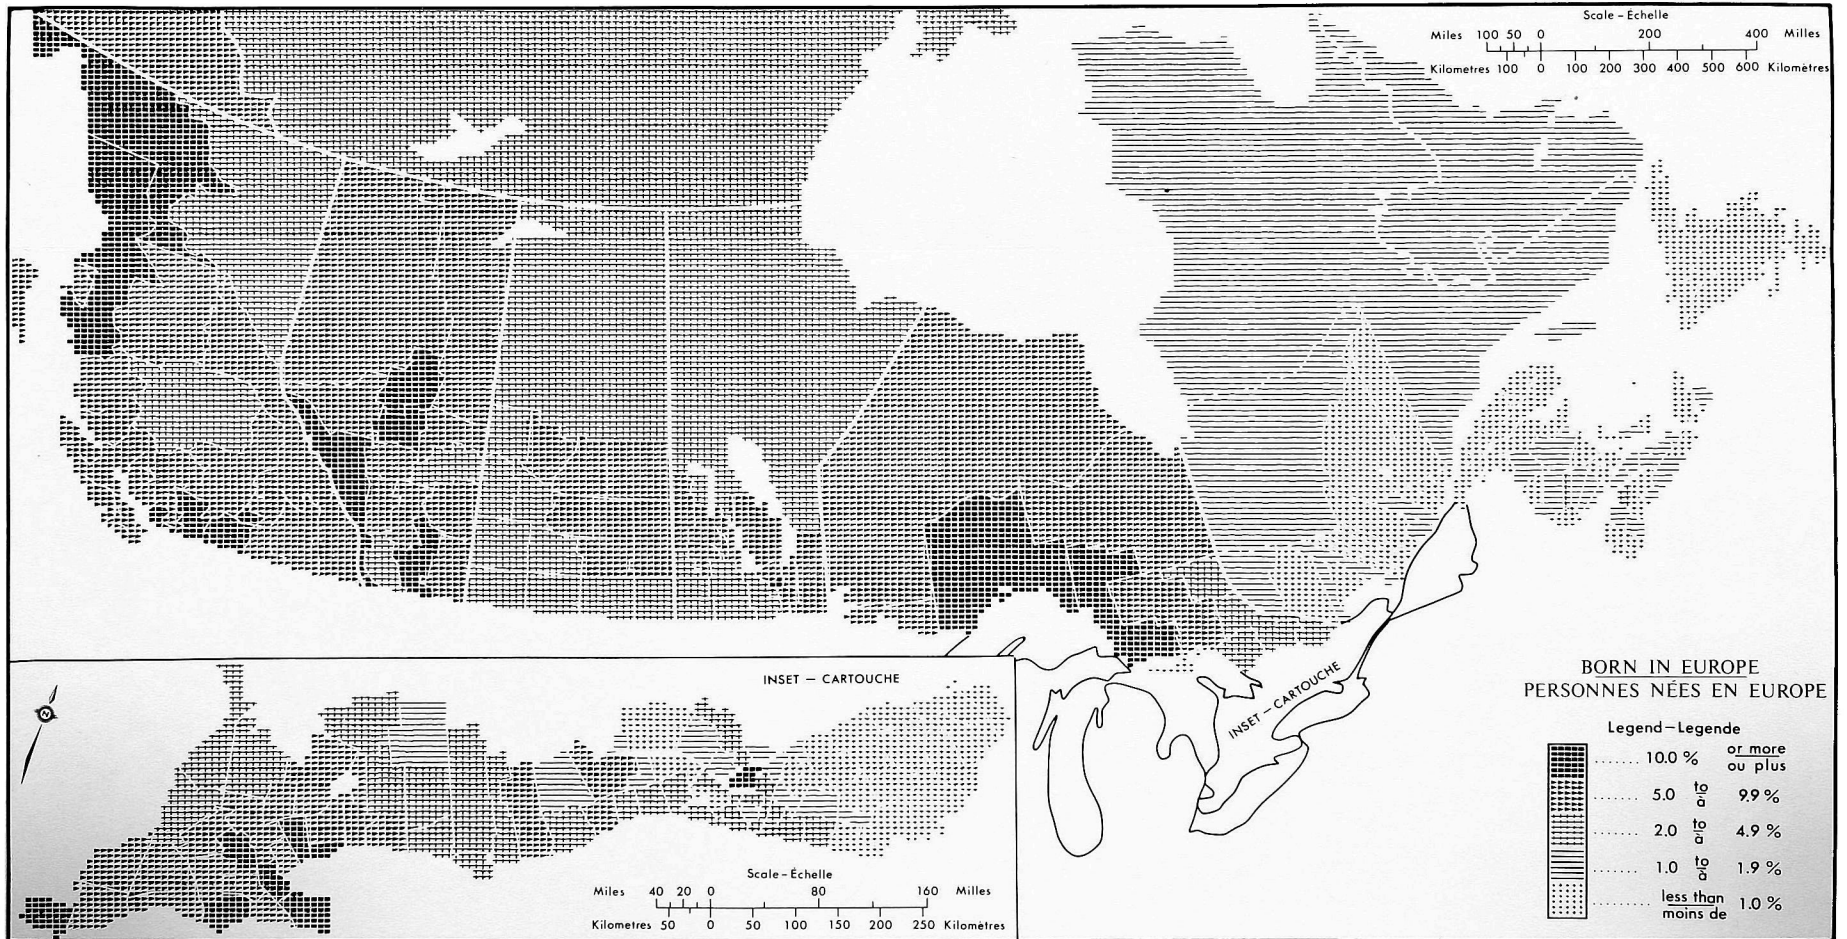 Scale – Échelle
Miles 100 50 0 200 400 Milles
Kilometres 100 0 100 200 300 400 500 600 Kilomètres
INSET – CARTOUCHE
BORN IN EUROPE
PERSONNES NÉES EN EUROPE
Legend – Legende
10.0 % or more
ou plus
5.0 to
à 9.9 %
2.0 to
à 4.9 %
1.0 to
à 1.9 %
less than
moins de 1.0 %
INSET – CARTOUCHE
N
Scale – Échelle
Miles 40 20 0 80 160 Milles
Kilometres 50 0 50 100 150 200 250 Kilomètres